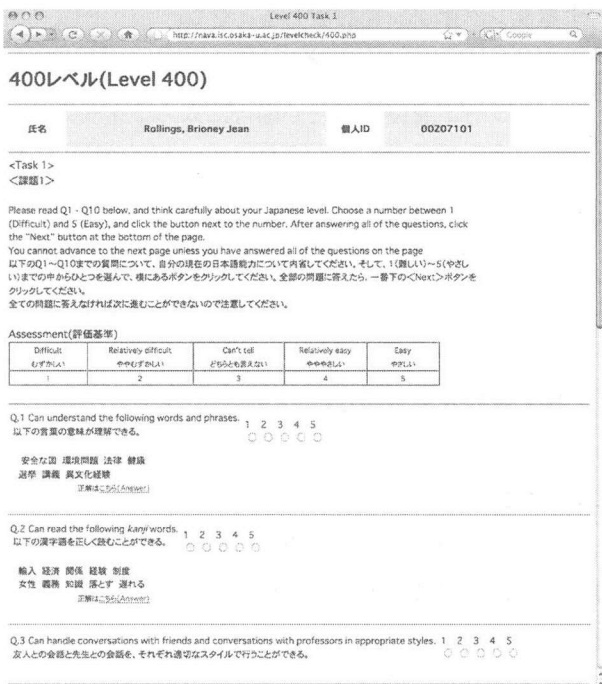 Level 400 Task 1
http://nava.isc.osaka-u.ac.jp/levelcheck/400.php
Google
400レベル(Level 400)
氏名 Rollings, Brioney Jean 個人ID 00Z07101
<Task 1>
＜課題1＞
Please read Q1 - Q10 below, and think carefully about your Japanese level. Choose a number between 1
(Difficult) and 5 (Easy), and click the button next to the number. After answering all of the questions, click
the "Next" button at the bottom of the page.
You cannot advance to the next page unless you have answered all of the questions on the page
以下のQ1～Q10までの質問について、自分の現在の日本語能力について内省してください。そして、1(難しい)～5(やさし
い)までの中からひとつを選んで、横にあるボタンをクリックしてください。全部の問題に答えたら、一番下の<Next>ボタンを
クリックしてください。
全ての問題に答えなければ次に進むことができないので注意してください。
Assessment(評価基準)
Difficult Relatively difficult Can't tell Relatively easy Easy
むずかしい ややむずかしい どちらとも言えない ややややさしい やさしい
1 2 3 4 5
Q.1 Can understand the following words and phrases. 1 2 3 4 5
以下の言葉の意味が理解できる。
安全な国 環境問題 法律 健康
選挙 講義 異文化経験
正解はこちら(Answer)
Q.2 Can read the following kanji words. 1 2 3 4 5
以下の漢字語を正しく読むことができる。
輸入 経済 関係 経験 制度
女性 義務 知識 落とす 遅れる
正解はこちら(Answer)
Q.3 Can handle conversations with friends and conversations with professors in appropriate styles. 1 2 3 4 5
友人との会話と先生との会話を、それぞれ適切なスタイルで行うことができる。